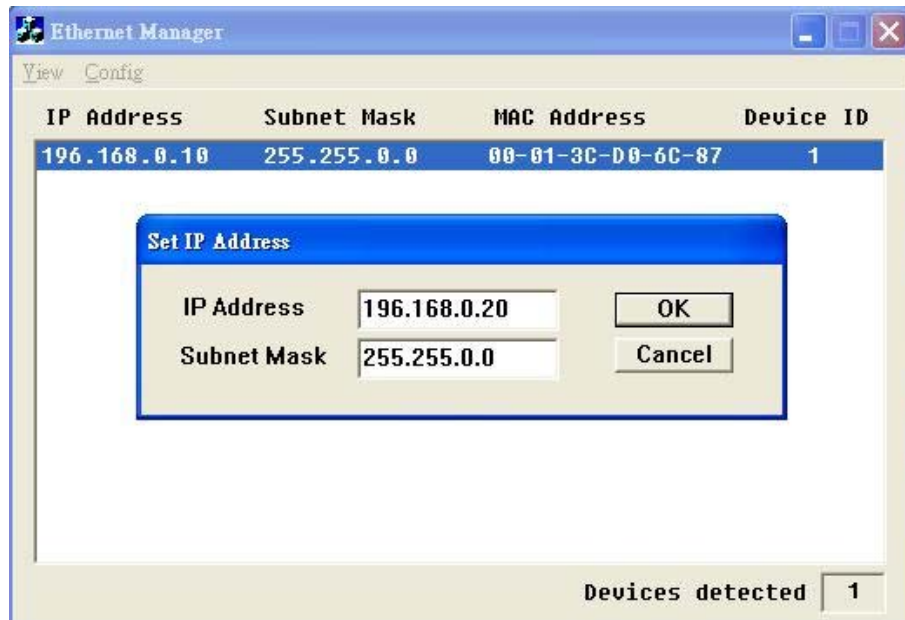 Ethernet Manager
View Config
IP Address Subnet Mask MAC Address Device ID
196.168.0.10 255.255.0.0 00-01-3C-D0-6C-87 1
Set IP Address
IP Address 196.168.0.20 OK
Subnet Mask 255.255.0.0 Cancel
Devices detected 1